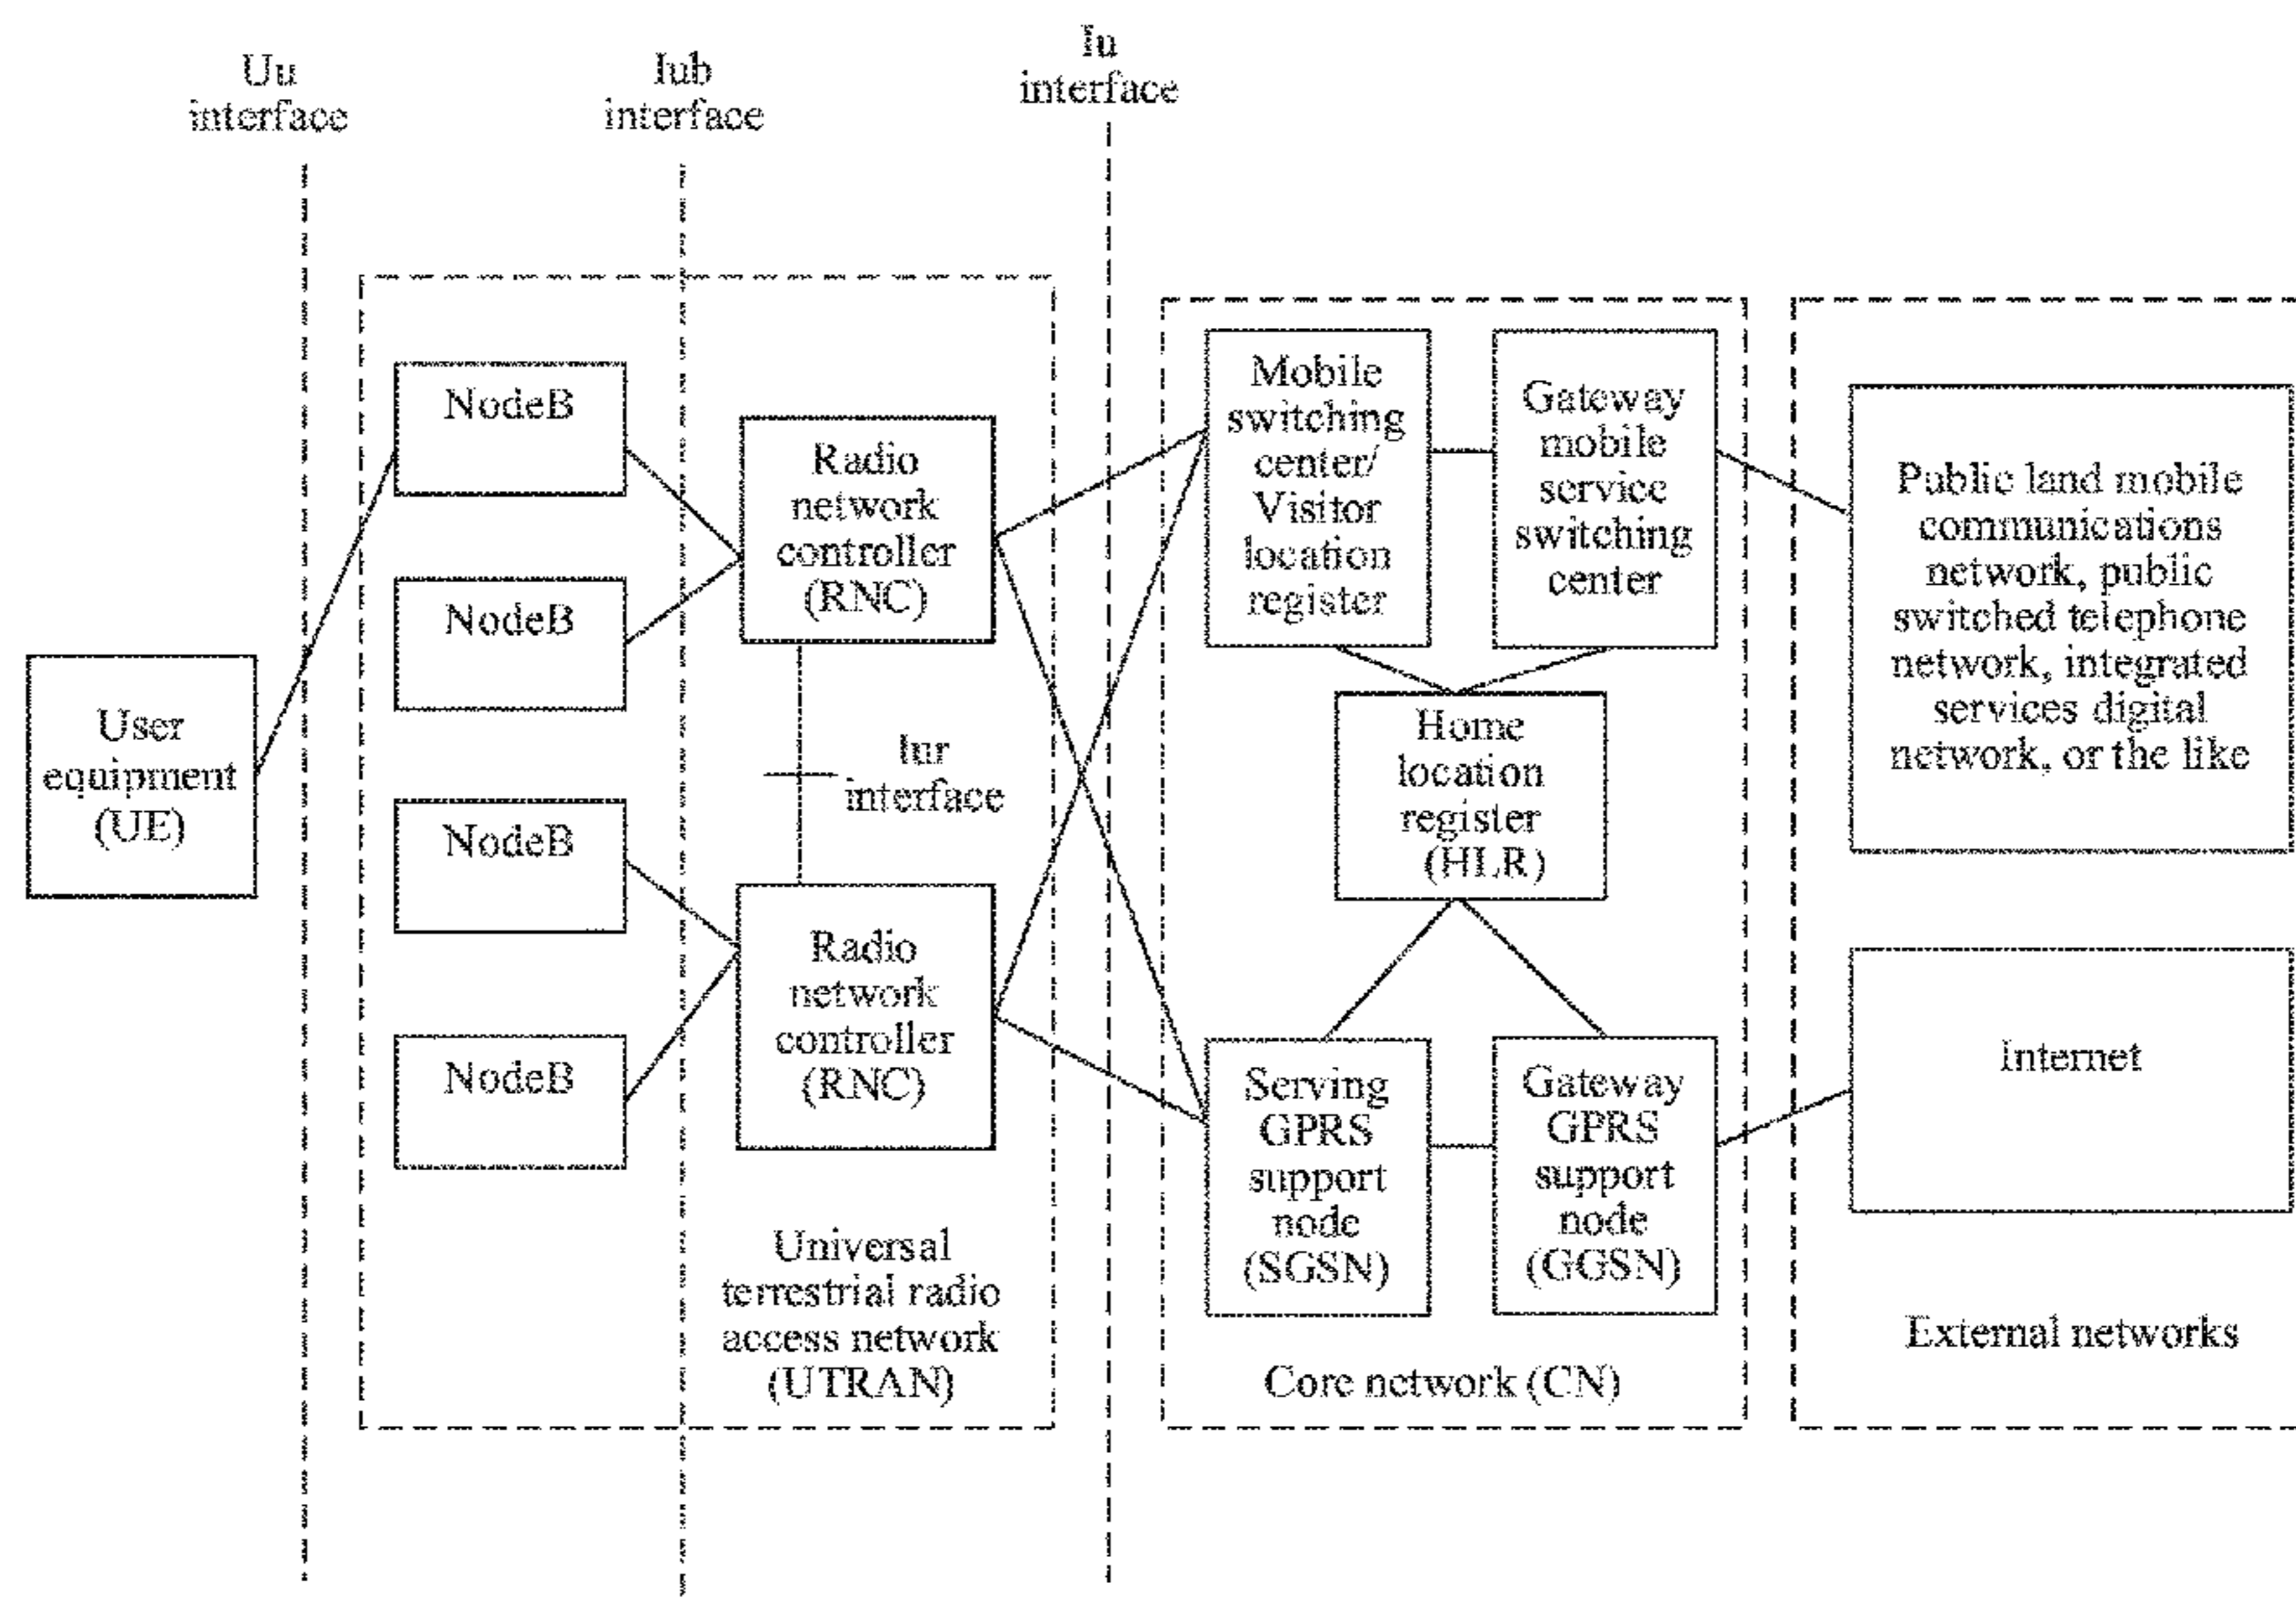 Uu
interface
Iub
interface
Iu
interface
User
equipment
(UE)
NodeB
NodeB
NodeB
NodeB
Radio
network
controller
(RNC)
Iur
interface
Radio
network
controller
(RNC)
Universal
terrestrial radio
access network
(UTRAN)
Mobile
switching
center/
Visitor
location
register
Gateway
mobile
service
switching
center
Home
location
register
(HLR)
Serving
GPRS
support
node
(SGSN)
Gateway
GPRS
support
node
(GGSN)
Core network (CN)
Public land mobile
communications
network, public
switched telephone
network, integrated
services digital
network, or the like
Internet
External networks